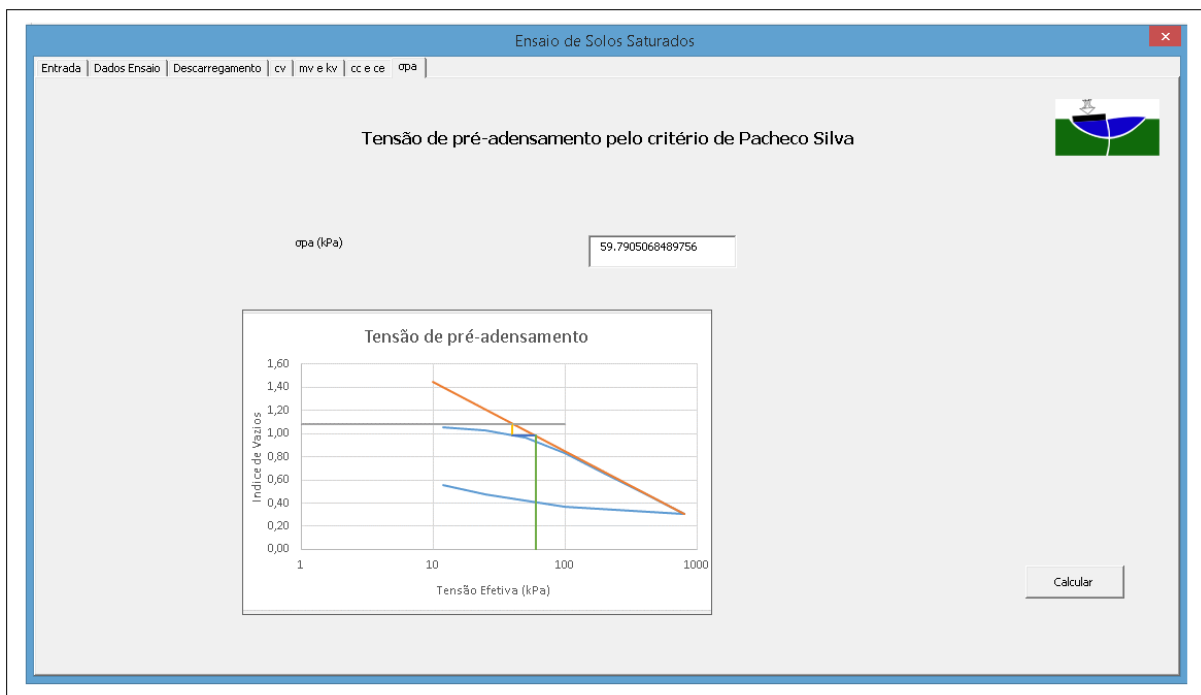 Ensaio de Solos Saturados
Entrada Dados Ensaio Descarregamento cv mv e kv cc e ce σpa
Tensão de pré-adensamento pelo critério de Pacheco Silva
σpa (kPa)
59.7905068489756
Tensão de pré-adensamento
1,60
1,40
1,20
1,00
0,80
0,60
0,40
0,20
0,00
Indice de Vazios
1 10 100 1000
Tensão Efetiva (kPa)
Calcular